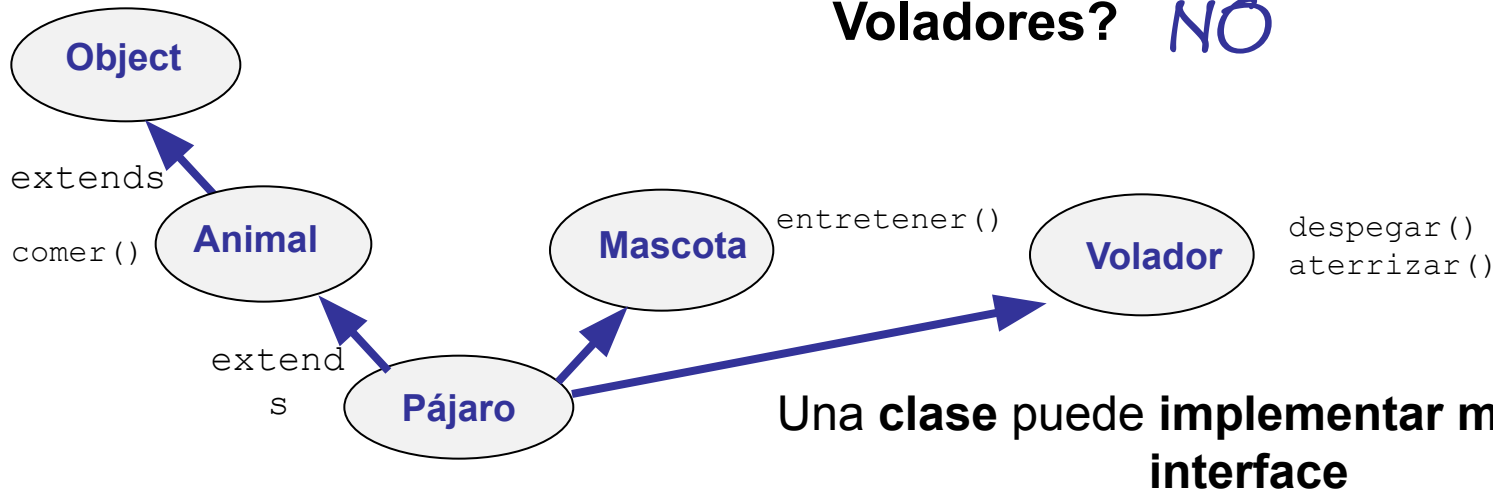 Voladores? NO
Object
extends
Animal
comer()
Mascota
entretener()
Volador
despegar()
aterrizar()
extend
s
Pájaro
Una clase puede implementar
interface